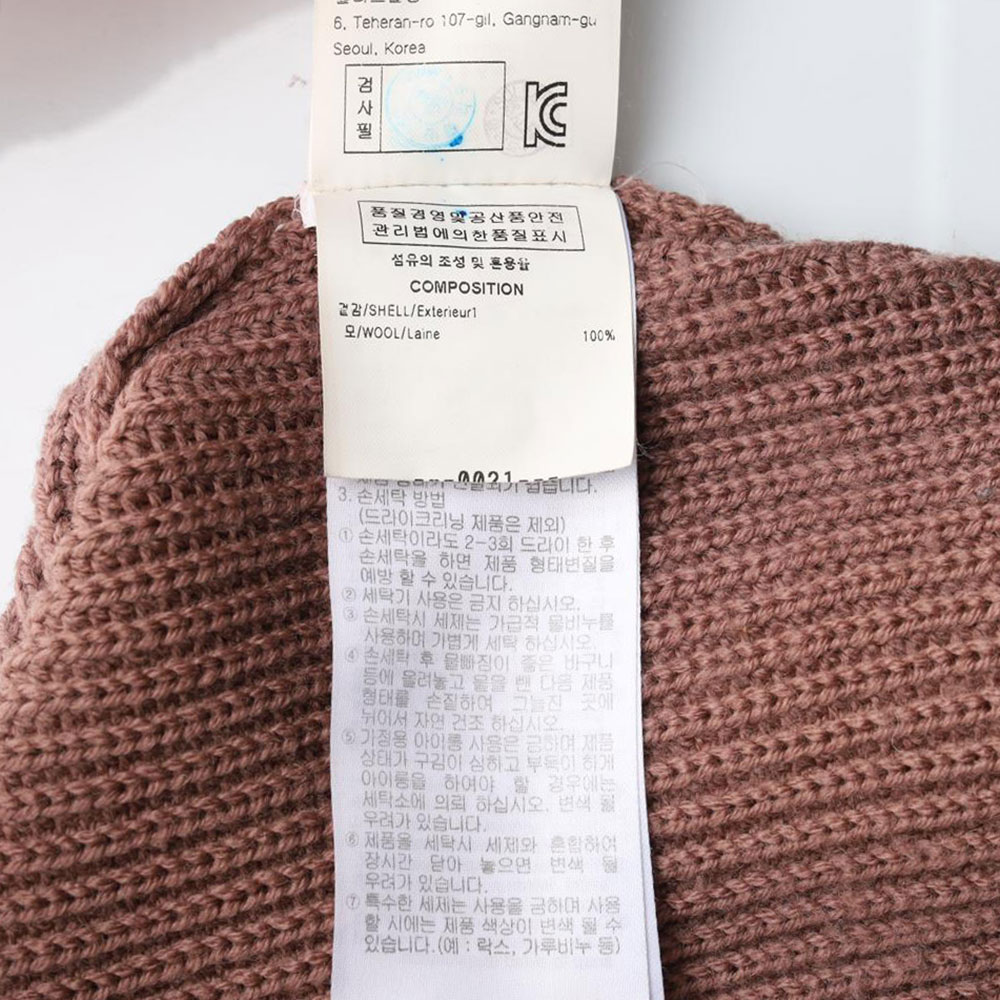 6, Teheran-ro 107-gil, Gangnam-gu
Seoul, Korea
검
사
필
품질경영및공산품안전
관리법에의한품질표시
섬유의 조성 및 혼용율
COMPOSITION
겉감/SHELL/Exterieur1
모/WOOL/Laine 100%
0021
3. 손세탁 방법
(드라이크리닝 제품은 제외)
① 손세탁이라도 2-3회 드라이 한 후
손세탁을 하면 제품 형태변질을
예방 할 수 있습니다.
② 세탁기 사용은 금지 하십시오.
③ 손세탁시 세제는 가급적 물비누를
사용하며 가볍게 세탁 하십시오.
④ 손세탁 후 물빠짐이 좋은 바구니
등에 올려놓고 물을 뺀 다음 제품
형태를 손질하여 그늘진 곳에
뉘어서 자연 건조 하십시오.
⑤ 가정용 아이롱 사용은 금하며 제품
상태가 구김이 심하고 부득이 하게
아이롱을 하여야 할 경우에는
세탁소에 의뢰 하십시오. 변색 될
우려가 있습니다.
⑥ 제품을 세탁시 세제와 혼합하여
장시간 담아 놓으면 변색 될
우려가 있습니다.
⑦ 특수한 세제는 사용을 금하며 사용
할 시에는 제품 색상이 변색 될 수
있습니다.(예 : 락스, 가루비누 등)